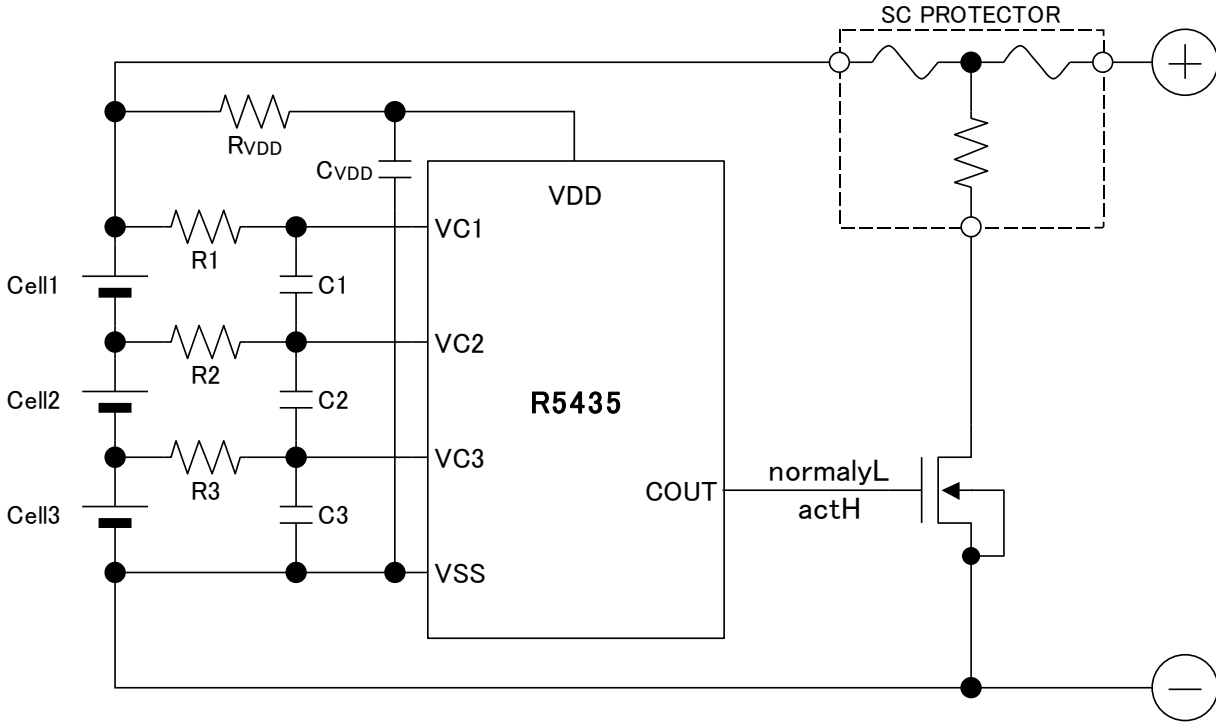 SC PROTECTOR
+
RVDD
CVDD
VDD
VC1
R1
Cell1
C1
VC2
R2
Cell2
C2
R5435
VC3
R3
COUT
normalyL
actH
Cell3
C3
VSS
−